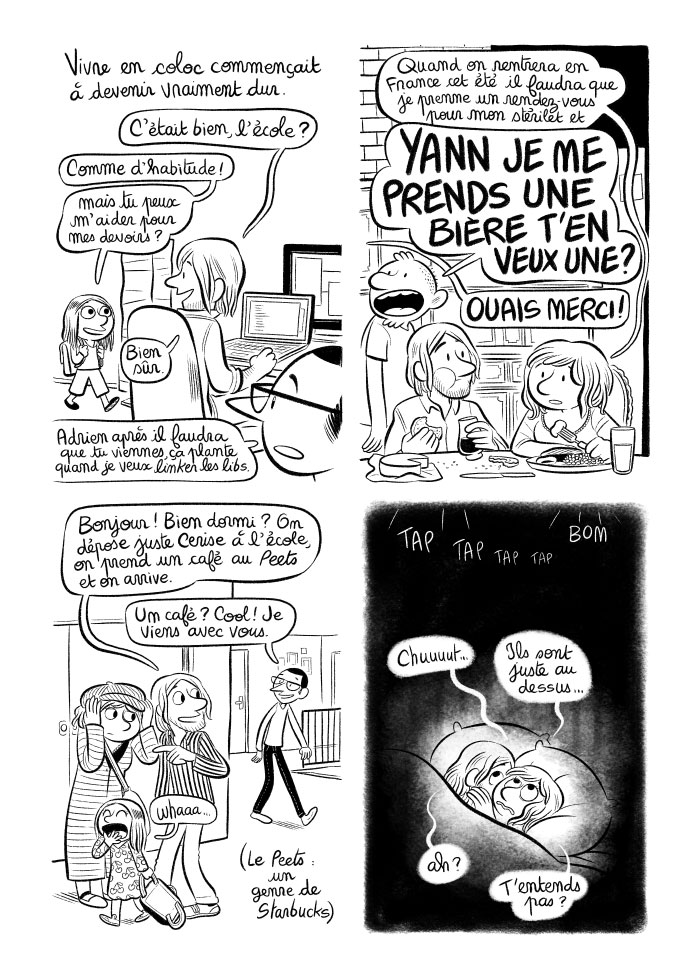 Vivre en coloc commençait
à devenir vraiment dur.
C'était bien, l'école ?
Comme d'habitude !
mais tu peux
m'aider pour
mes devoirs ?
Bien
sûr.
Adrien après il faudra
que tu viennes, ça plante
quand je veux linker les libs.
Quand on rentrera en
France cet été il faudra que
je prenne un rendez-vous
pour mon stérilet et
YANN JE ME
PRENDS UNE
BIÈRE T'EN
VEUX UNE ?
OUAIS MERCI !
Bonjour ! Bien dormi ? On
dépose juste Cerise à l'école,
on prend un café au Peets
et on arrive.
Un café ? Cool ! Je
viens avec vous.
Whaaa...
(Le Peets :
un
genre de
Starbucks)
TAP
TAP
TAP
TAP
BOM
Chuuuut...
Ils sont
juste au
dessus...
ah ?
T'entends
pas ?